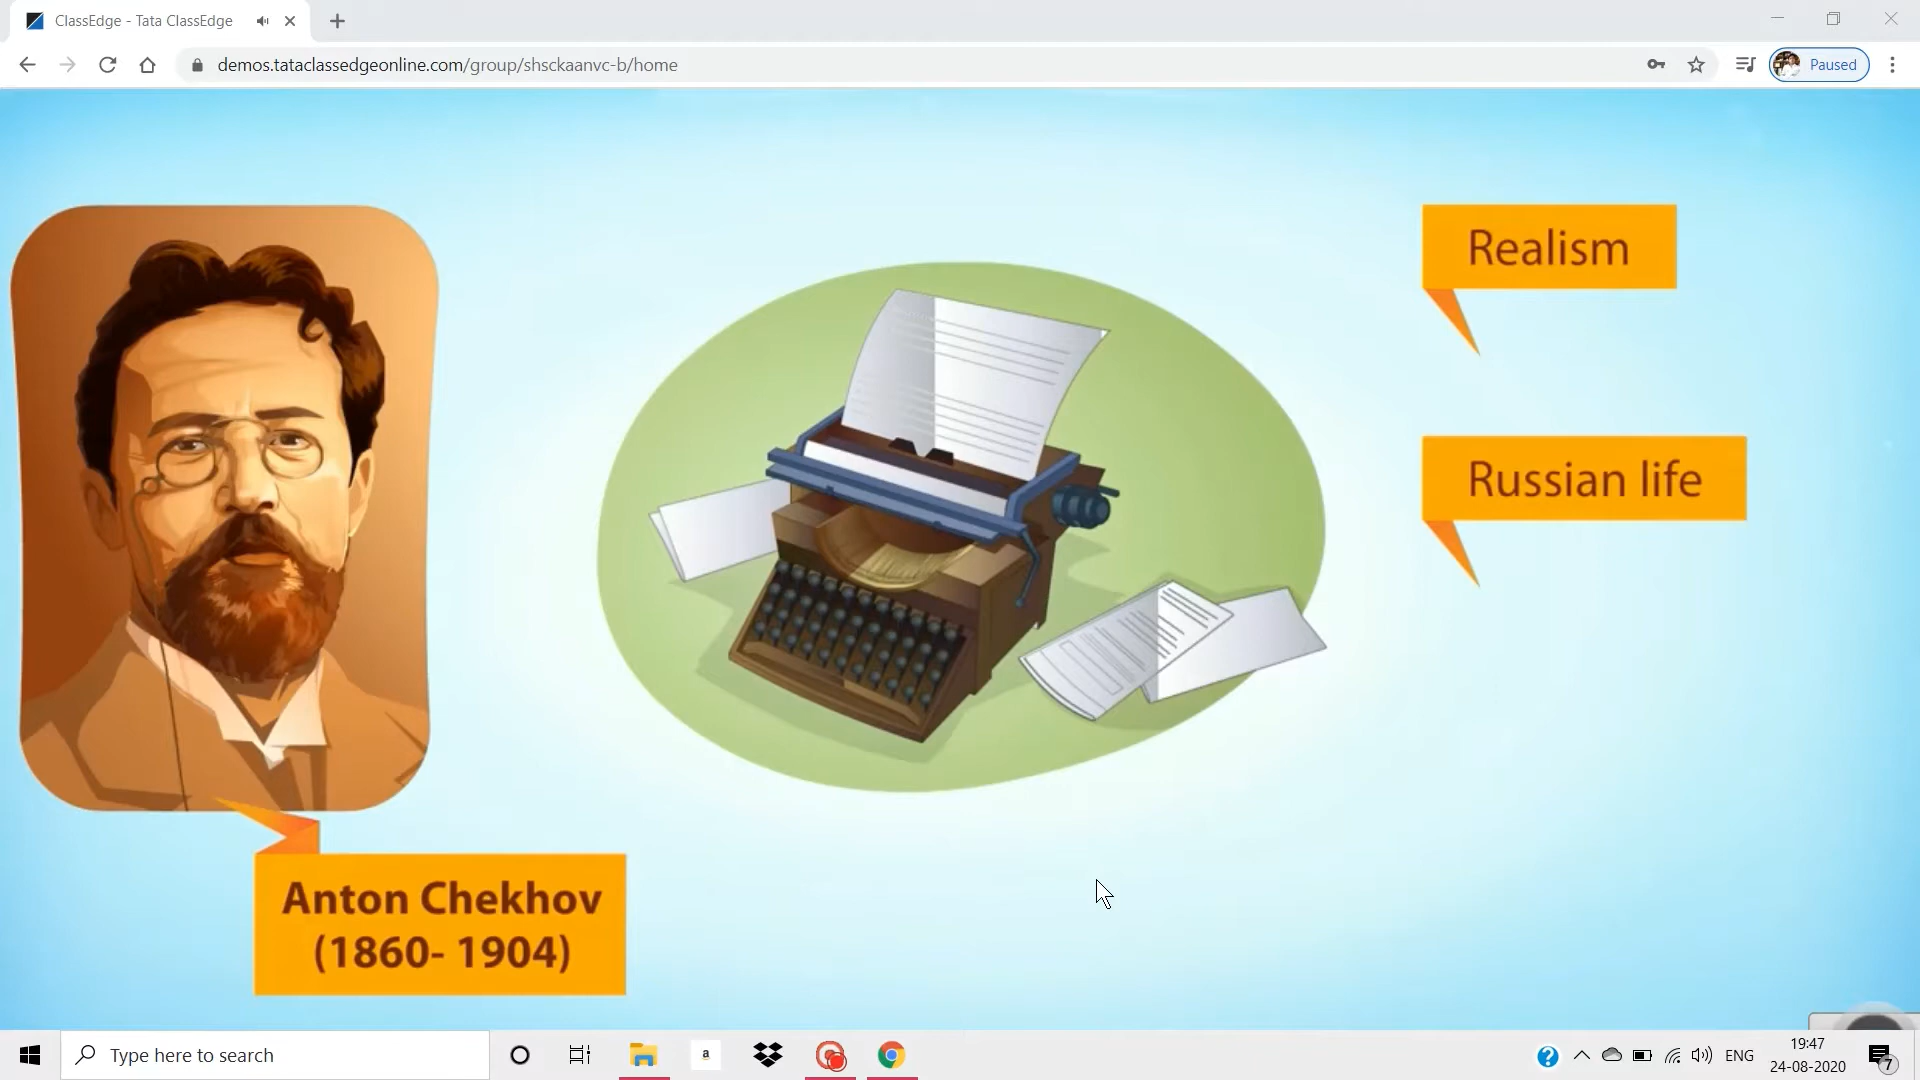 ClassEdge - Tata ClassEdge
demos.tataclassedgeonline.com/group/shsckaanvc-b/home
Paused
Realism
Russian life
Anton Chekhov
(1860- 1904)
Type here to search
a
ENG
19:47
24-08-2020
7